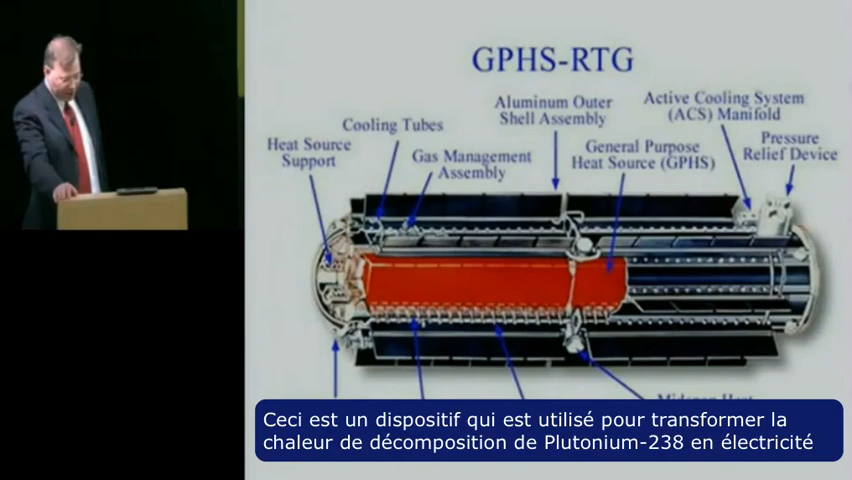 GPHS-RTG
Aluminum Outer
Shell Assembly
Active Cooling System
(ACS) Manifold
Cooling Tubes
Pressure
Relief Device
Heat Source
Support
Gas Management
Assembly
General Purpose
Heat Source (GPHS)
Ceci est un dispositif qui est utilisé pour transformer la
chaleur de décomposition de Plutonium-238 en électricité